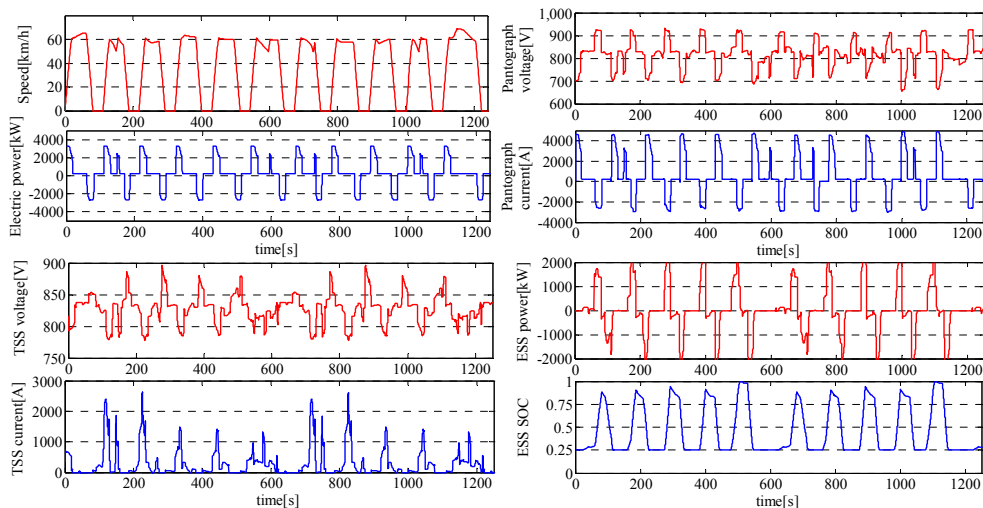 Speed[km/h]
60
40
20
0
0 200 400 600 800 1000 1200
Electric power[kW]
4000
2000
0
-2000
-4000
0 200 400 600 800 1000 1200
time[s]
TSS voltage[V]
900
850
800
750
0 200 400 600 800 1000 1200
TSS current[A]
3000
2000
1000
0
0 200 400 600 800 1000 1200
time[s]
Pantograph
voltage[V]
1,000
900
800
700
600
0 200 400 600 800 1000 1200
Pantograph
current[A]
4000
2000
0
-2000
-4000
0 200 400 600 800 1000 1200
time[s]
ESS power[kW]
2000
1000
0
-1000
-2000
0 200 400 600 800 1000 1200
ESS SOC
1
0.75
0.5
0.25
0
0 200 400 600 800 1000 1200
time[s]